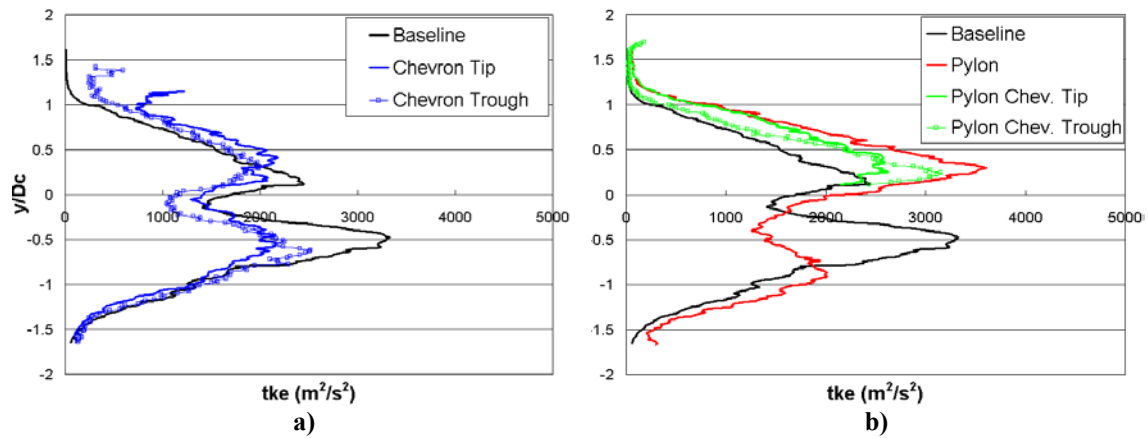 2
1.5
1
0.5
0
-0.5
-1
-1.5
-2
y/Dc
0
1000
2000
3000
4000
5000
tke (m²/s²)
Baseline
Chevron Tip
Chevron Trough
a)
2
1.5
1
0.5
0
-0.5
-1
-1.5
-2
0
1000
2000
3000
4000
5000
tke (m²/s²)
Baseline
Pylon
Pylon Chev. Tip
Pylon Chev. Trough
b)